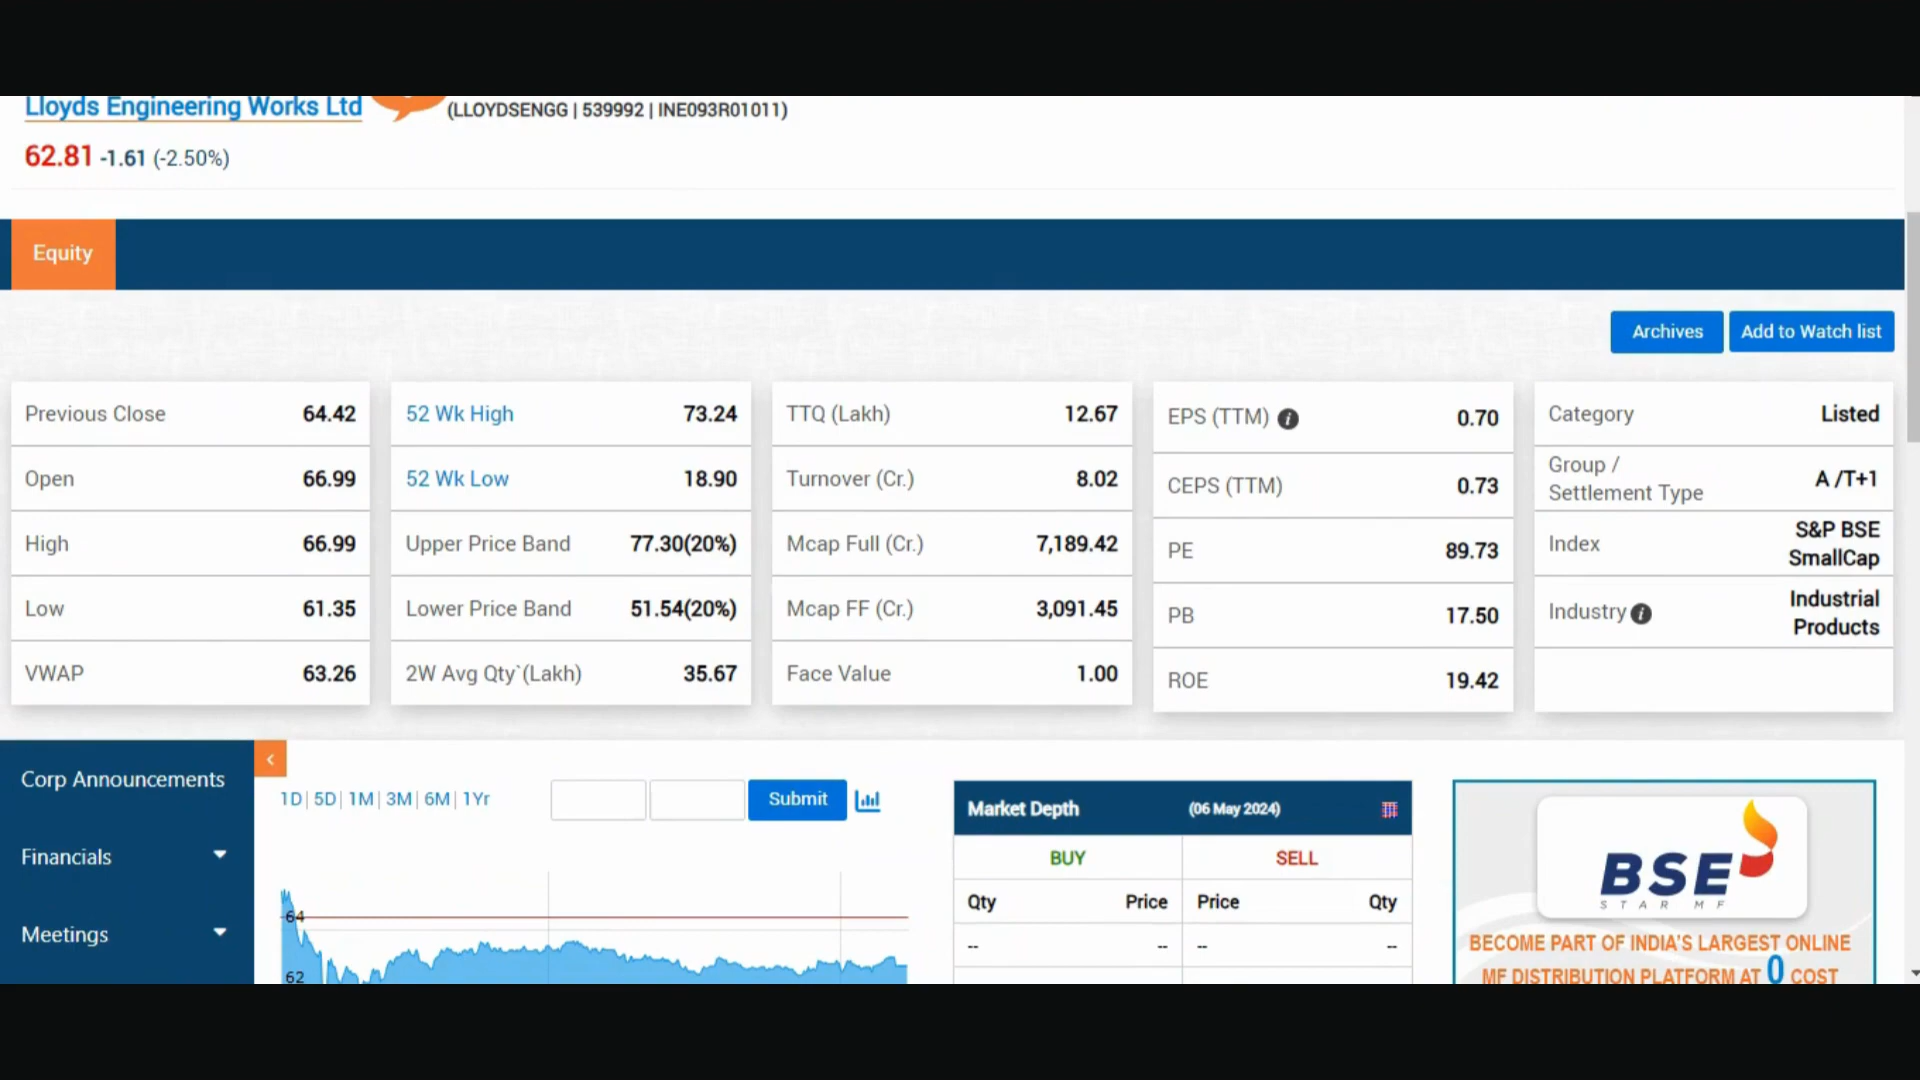 Lloyds Engineering Works Ltd
(LLOYDSENGG | 539992 | INE093R01011)
62.81 -1.61 (-2.50%)
Equity
Archives
Add to Watch list
Previous Close 64.42
Open 66.99
High 66.99
Low 61.35
VWAP 63.26
52 Wk High 73.24
52 Wk Low 18.90
Upper Price Band 77.30(20%)
Lower Price Band 51.54(20%)
2W Avg Qty`(Lakh) 35.67
TTQ (Lakh) 12.67
Turnover (Cr.) 8.02
Mcap Full (Cr.) 7,189.42
Mcap FF (Cr.) 3,091.45
Face Value 1.00
EPS (TTM) i 0.70
CEPS (TTM) 0.73
PE 89.73
PB 17.50
ROE 19.42
Category Listed
Group /
Settlement Type A /T+1
Index S&P BSE
SmallCap
Industry i Industrial
Products
Corp Announcements
Financials
Meetings
1D| 5D| 1M| 3M| 6M| 1Yr
Submit
64
62
Market Depth (06 May 2024)
BUY SELL
Qty Price Price Qty
-- -- -- --
BSE
STAR MF
BECOME PART OF INDIA'S LARGEST ONLINE
MF DISTRIBUTION PLATFORM AT 0 COST